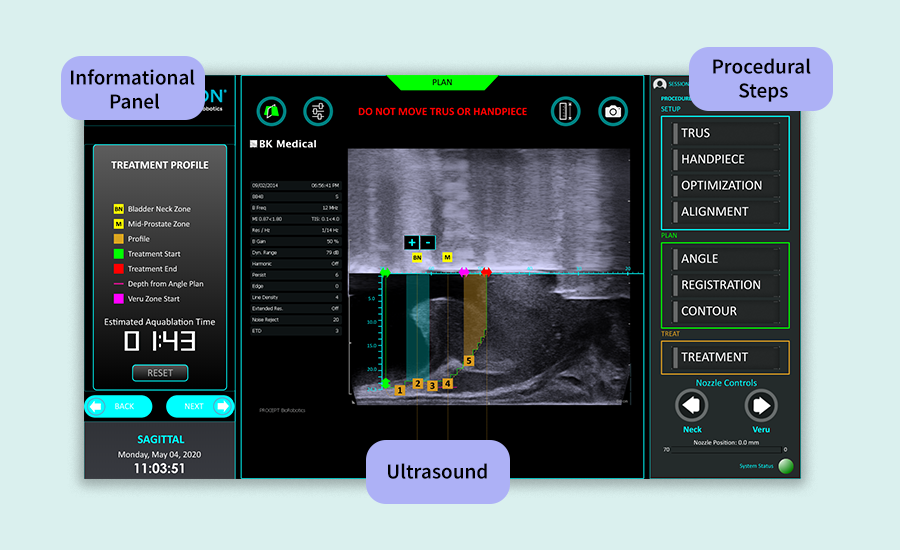 Informational
Panel
Procedural
Steps
Ultrasound
TREATMENT PROFILE
BN Bladder Neck Zone
M Mid-Prostate Zone
Profile
Treatment Start
Treatment End
Depth from Angle Plan
Veru Zone Start
Estimated Aquablation Time
01:43
RESET
BACK
NEXT
SAGITTAL
Monday, May 04, 2020
11:03:51
PLAN
DO NOT MOVE TRUS OR HANDPIECE
BK Medical
09/02/2014 06:56:41 PM
8848 S
B Freq 12 MHz
MI: 0.87<1.80 TIS: 0.1<4.0
Res / Hz 1/14 Hz
B Gain 50 %
Dyn. Range 79 dB
Harmonic Off
Persist 6
Edge 0
Line Density 4
Extended Res. Off
Noise Reject 20
ETD 3
PROCEPT BioRobotics
+ -
BN
M
5.0
10.0
15.0
20.0
1 2 3 4 5
SESSION
SETUP
TRUS
HANDPIECE
OPTIMIZATION
ALIGNMENT
PLAN
ANGLE
REGISTRATION
CONTOUR
TREAT
TREATMENT
Nozzle Controls
Neck
Veru
Nozzle Position: 0.0 mm
70 0
System Status